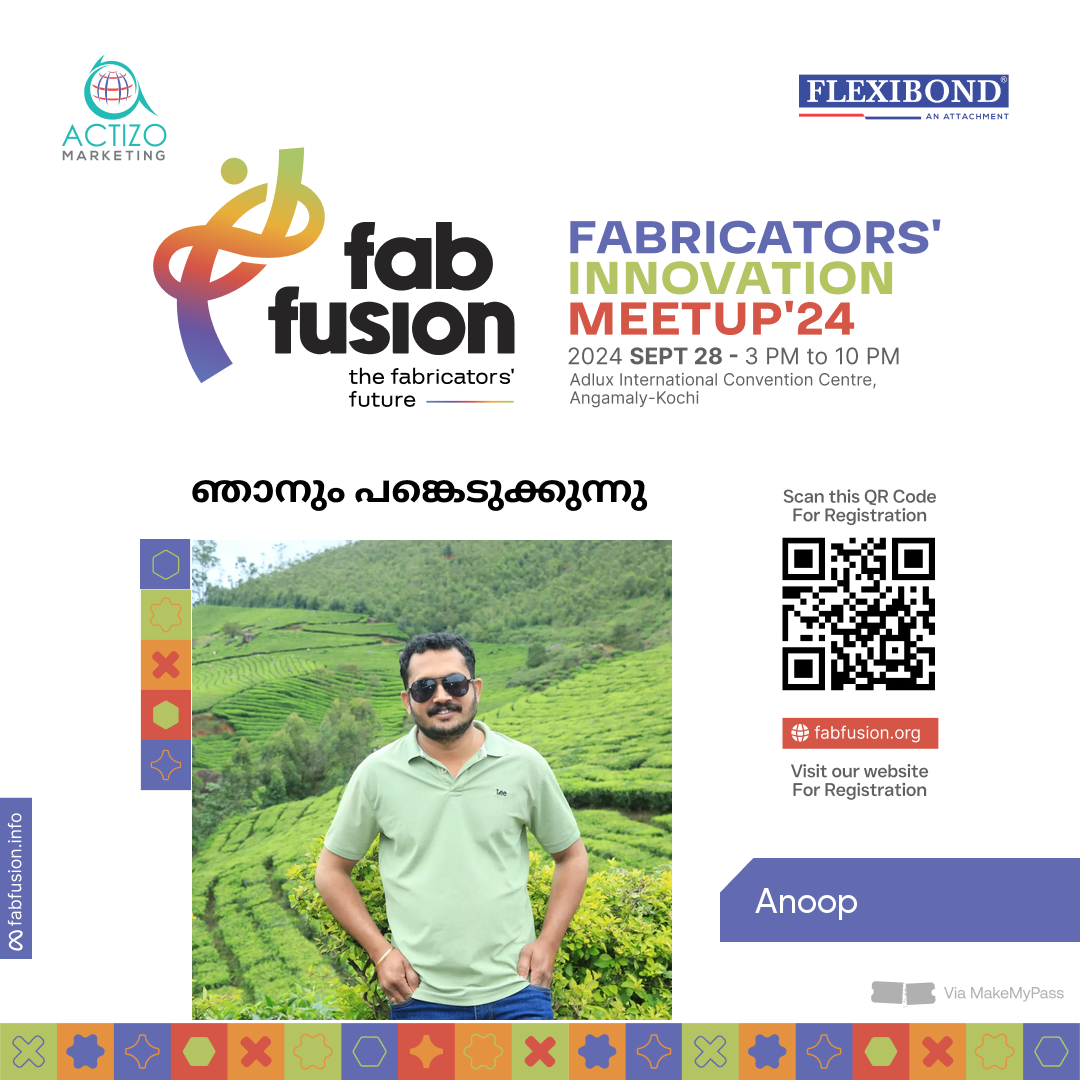 ACTIZO
MARKETING
FLEXIBOND®
AN ATTACHMENT
fab
fusion
the fabricators'
future
FABRICATORS'
INNOVATION
MEETUP'24
2024 SEPT 28 - 3 PM to 10 PM
Adlux International Convention Centre,
Angamaly-Kochi
ഞാനും പങ്കെടുക്കുന്നു
Scan this QR Code
For Registration
fabfusion.org
Visit our website
For Registration
Lee
fabfusion.info
Anoop
Via MakeMyPass